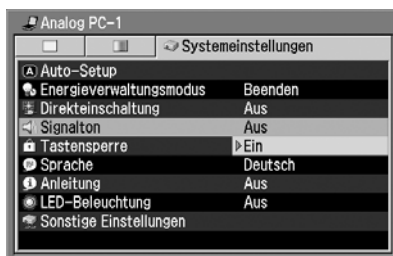 Analog PC-1
Systemeinstellungen
Auto-Setup
Energieverwaltungsmodus Beenden
Direkteinschaltung Aus
Signalton Aus
Tastensperre Ein
Sprache Deutsch
Anleitung Aus
LED-Beleuchtung Aus
Sonstige Einstellungen